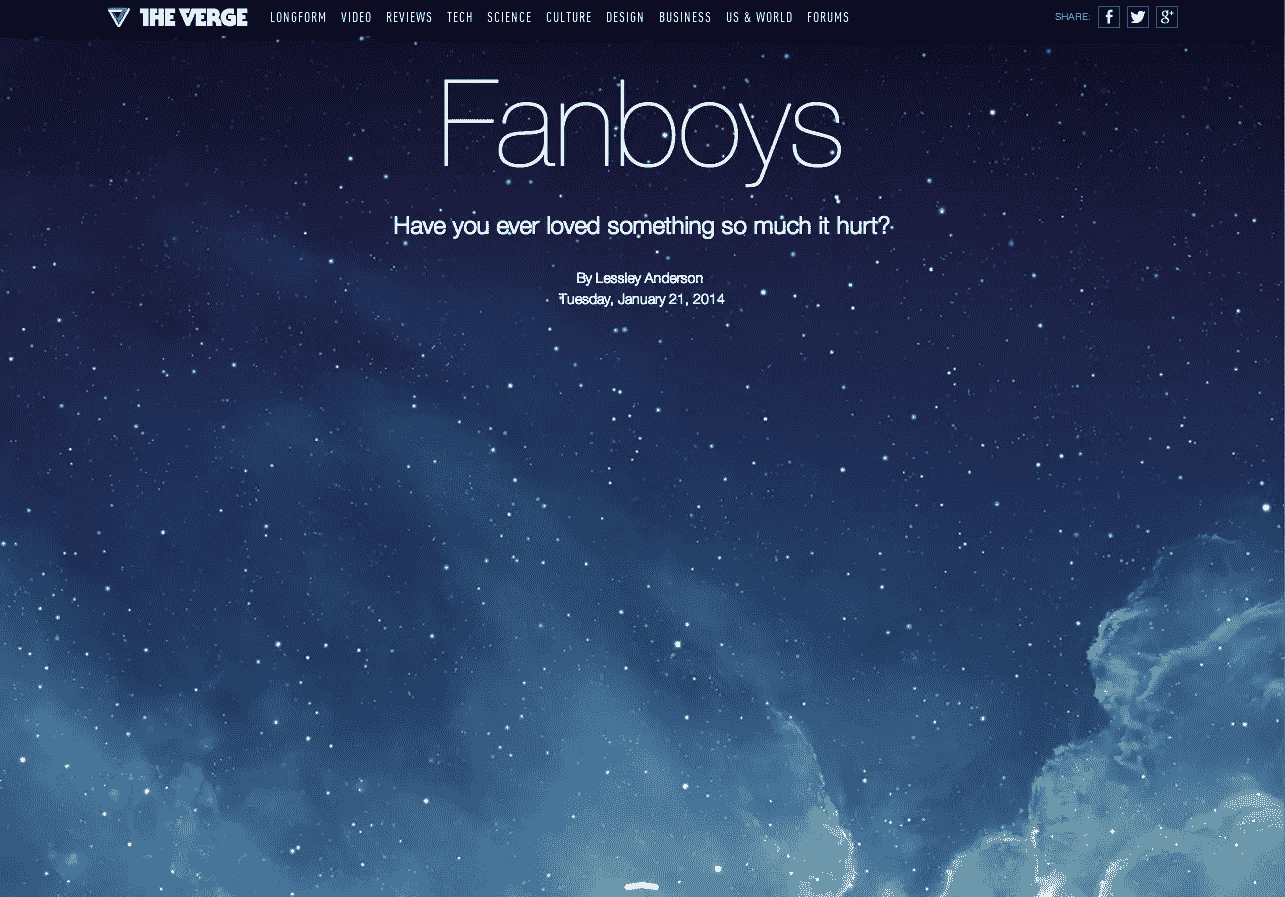 THE VERGE LONGFORM VIDEO REVIEWS TECH SCIENCE CULTURE DESIGN BUSINESS US & WORLD FORUMS SHARE: f g+
Fanboys
Have you ever loved something so much it hurt?
By Lessley Anderson
Tuesday, January 21, 2014